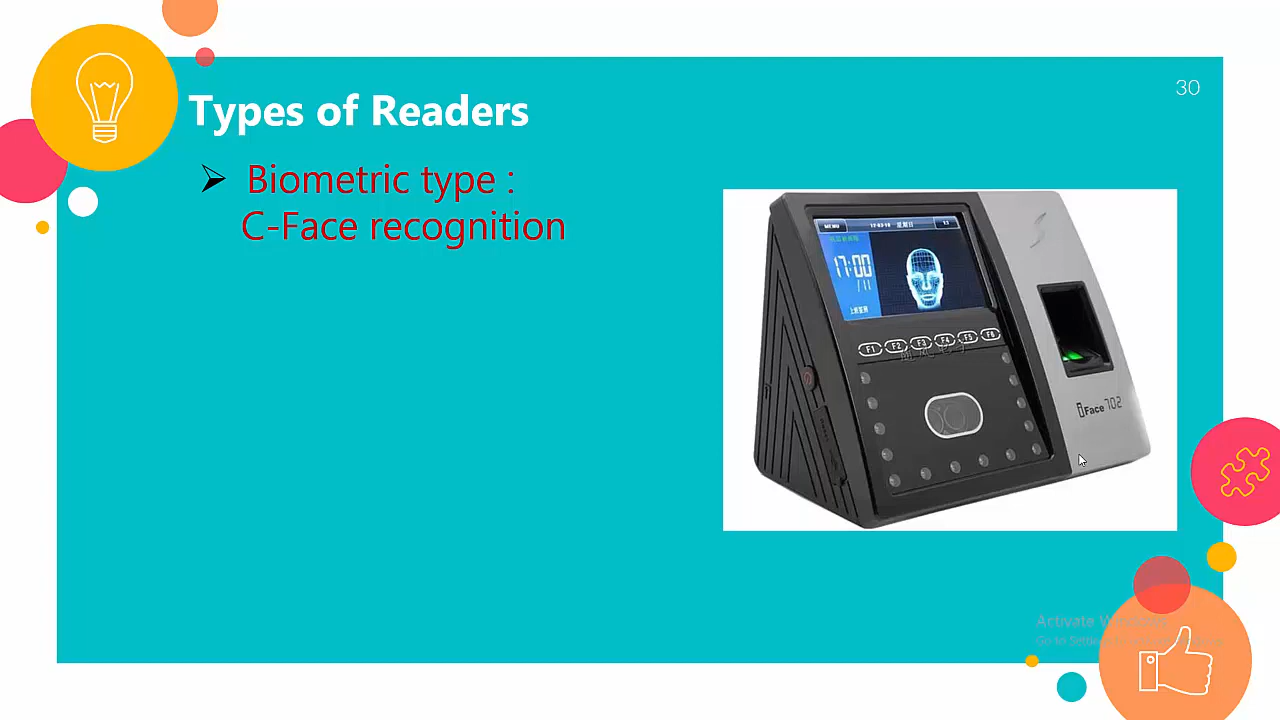 30
Types of Readers
➢ Biometric type :
C-Face recognition
MENU
17:00
/11
F1 F2 F3 F4 F5 F6
iFace 702
Activate Windows